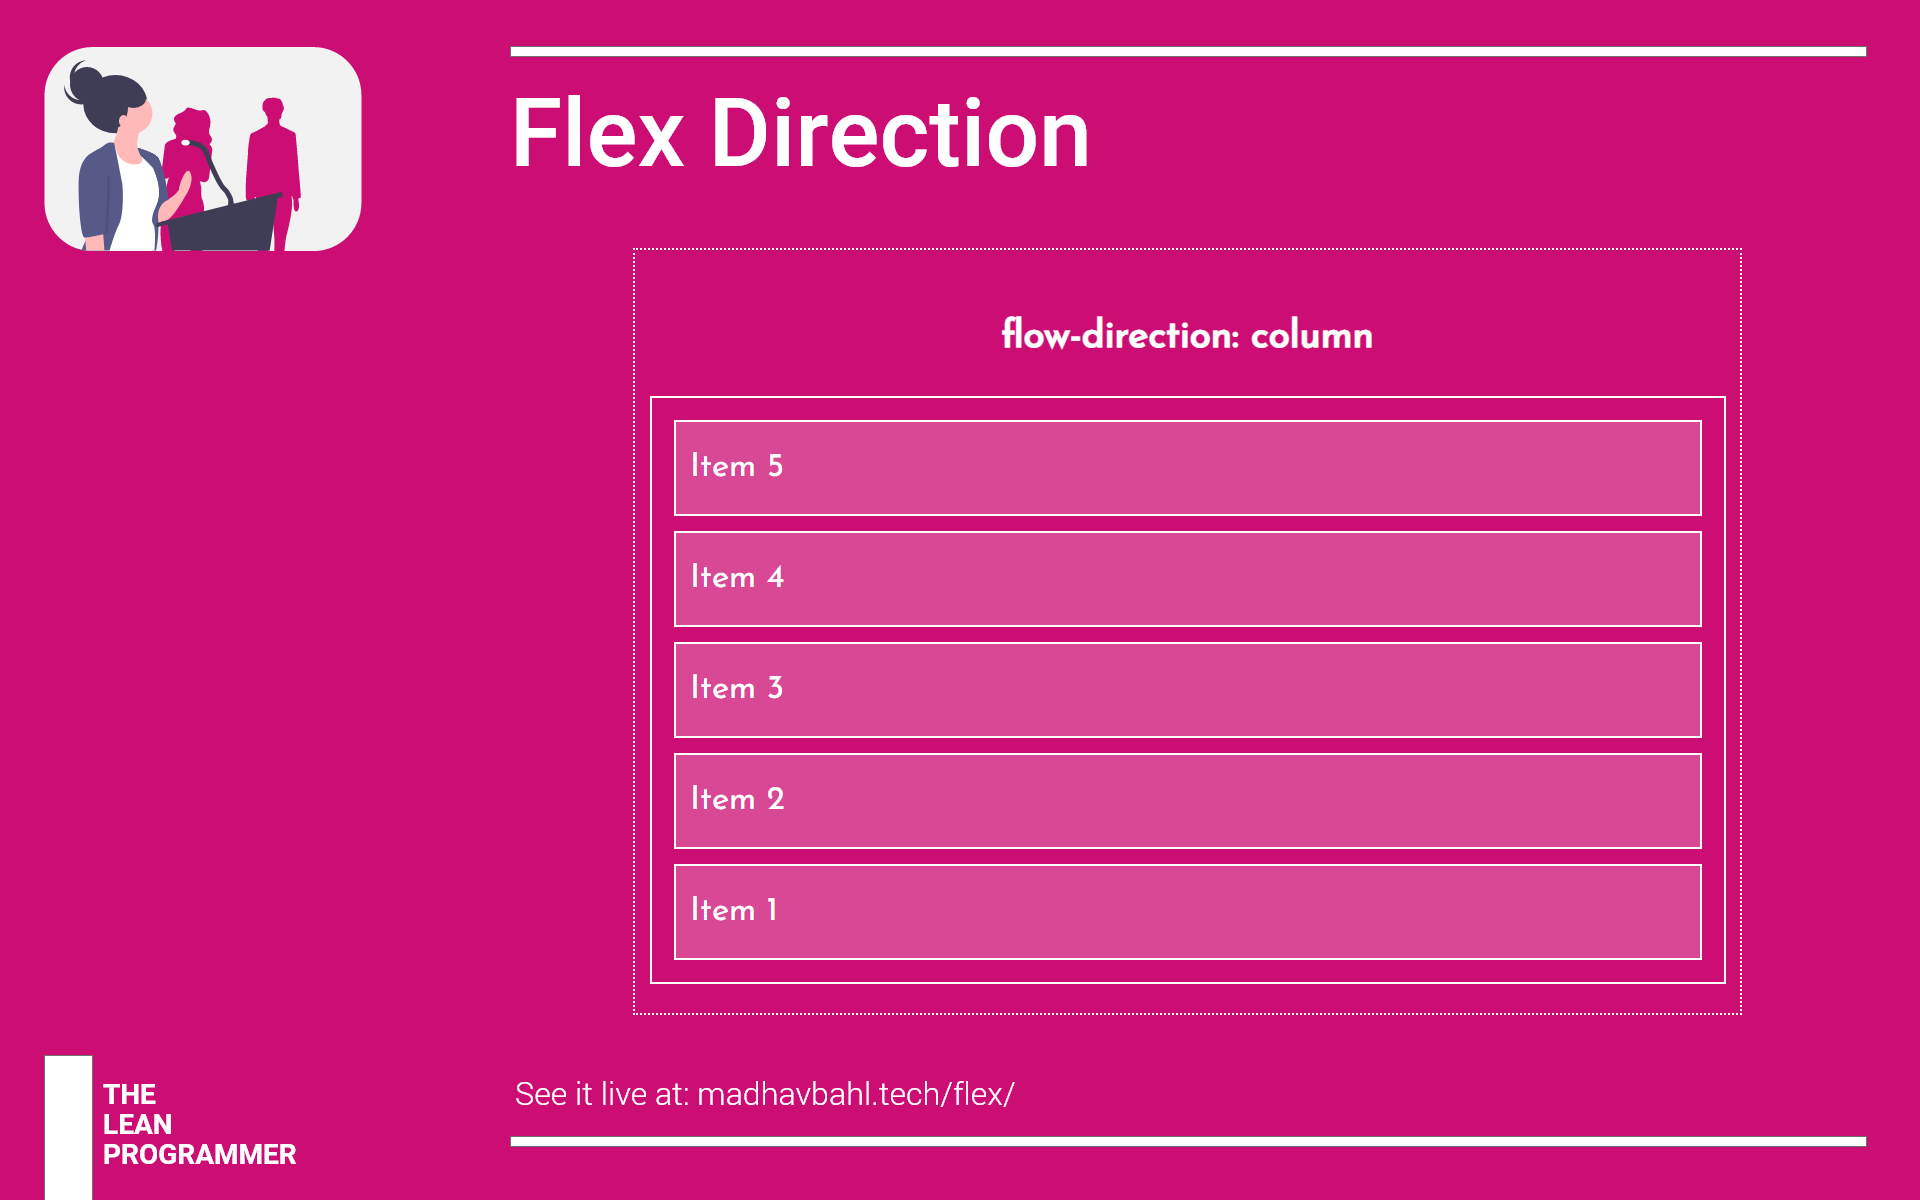 Flex Direction
flow-direction: column
Item 5
Item 4
Item 3
Item 2
Item 1
See it live at: madhavbahl.tech/flex/
THE
LEAN
PROGRAMMER